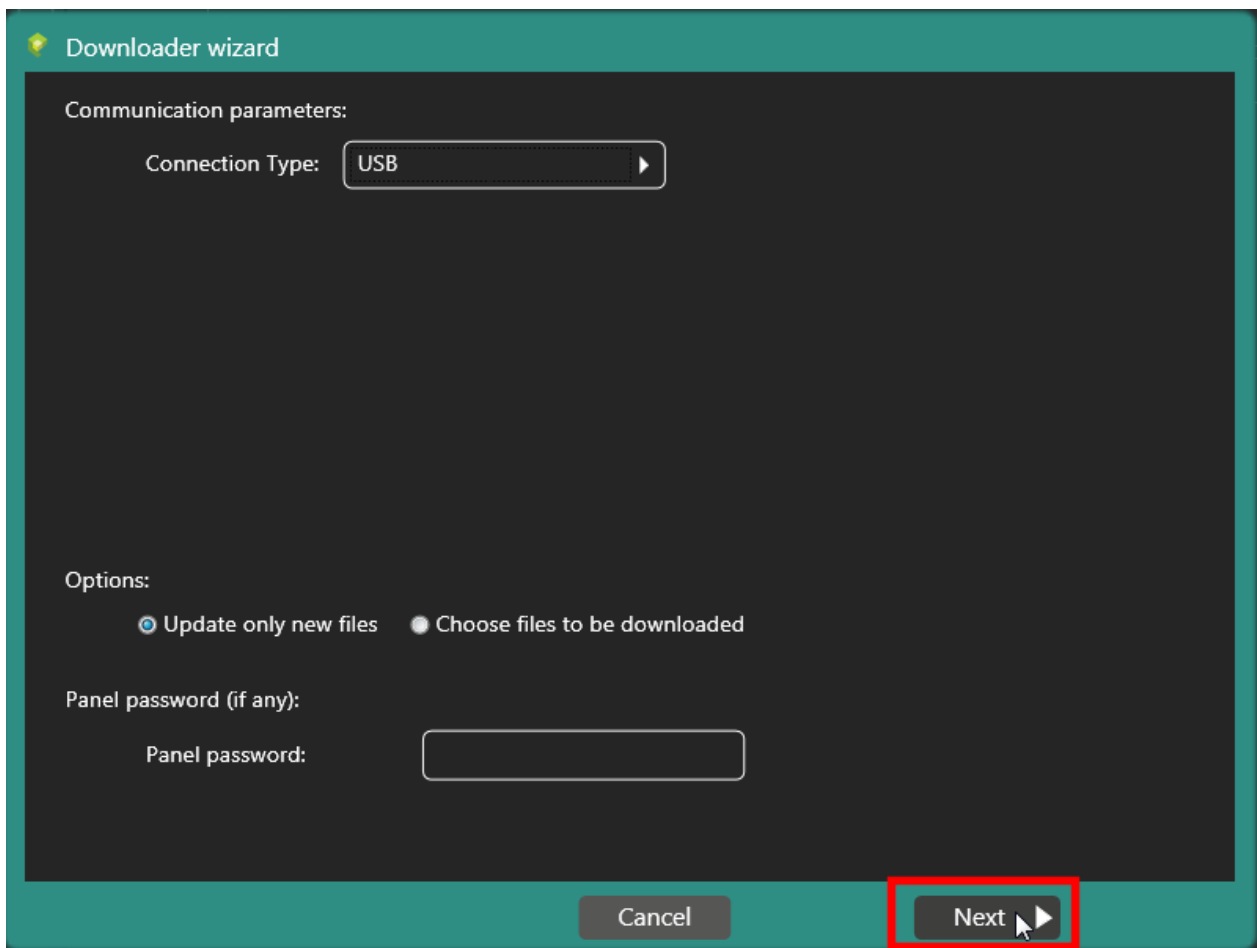 Downloader wizard
Communication parameters:
Connection Type: USB
Options:
Update only new files Choose files to be downloaded
Panel password (if any):
Panel password:
Cancel Next